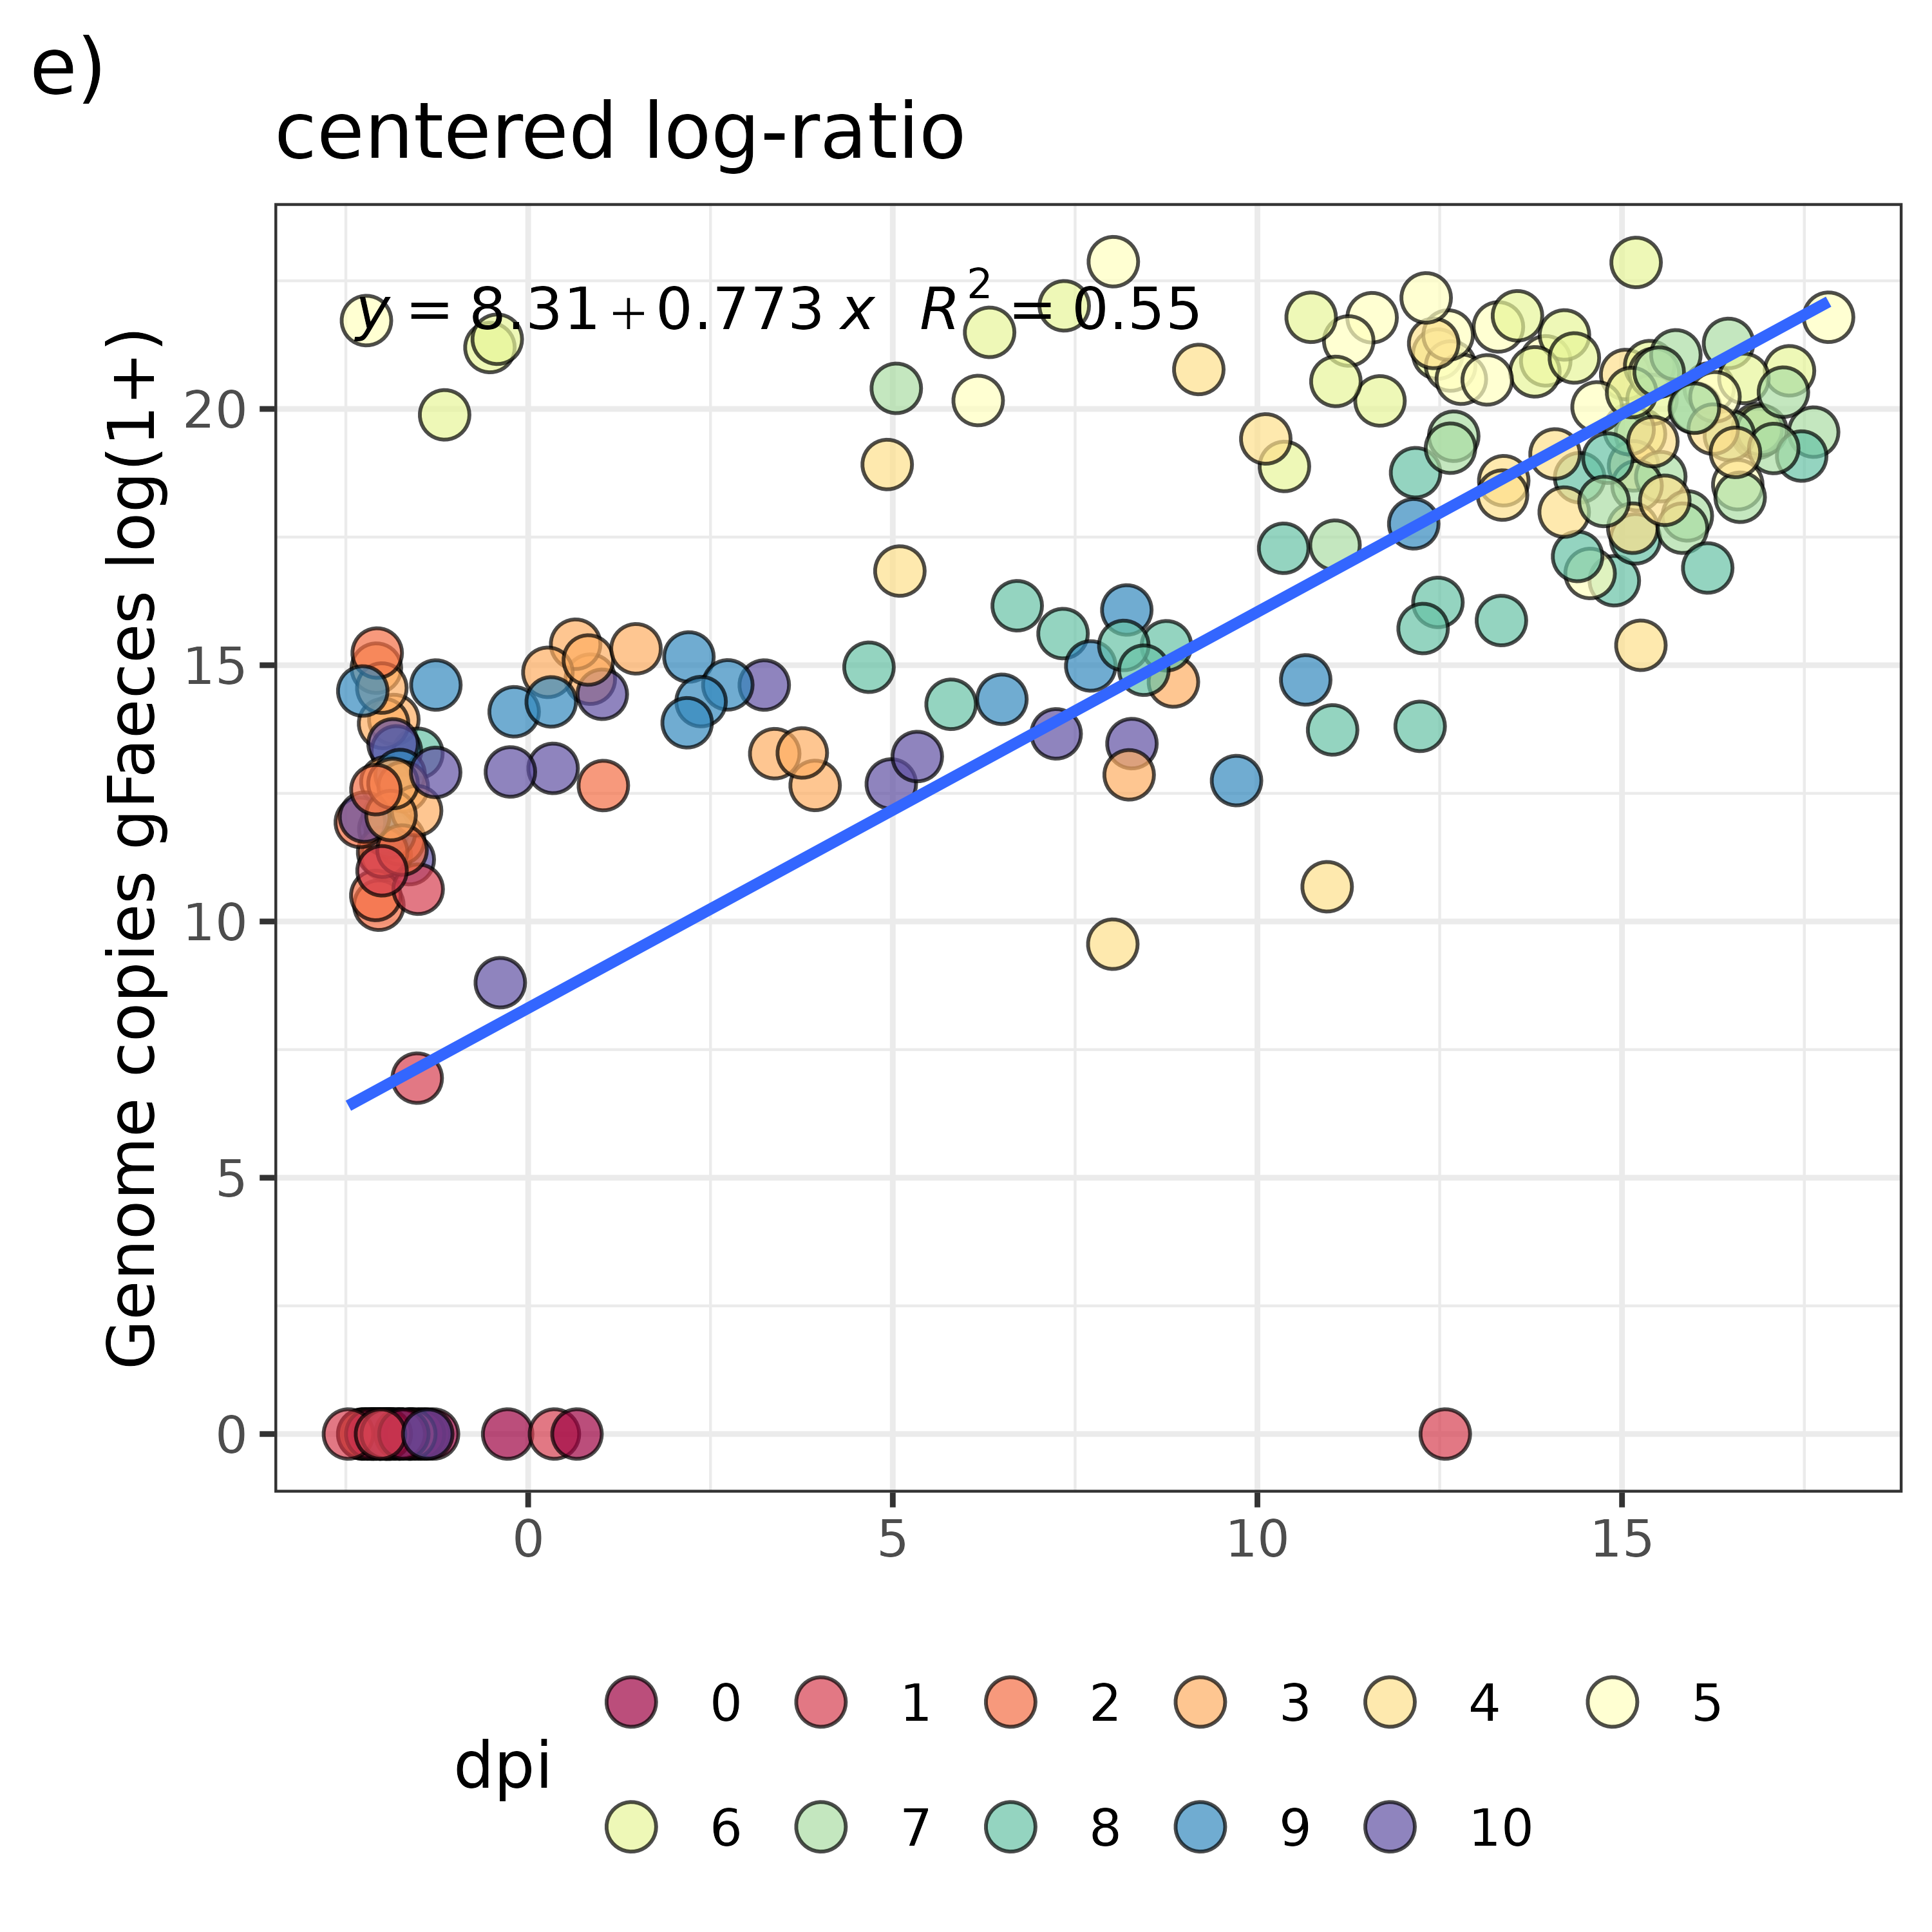 e)
centered log-ratio
y = 8.31+0.773 x R² = 0.55
Genome copies gFaeces log(1+)
20
15
10
5
0
0 5 10 15
dpi
0 1 2 3 4 5
6 7 8 9 10